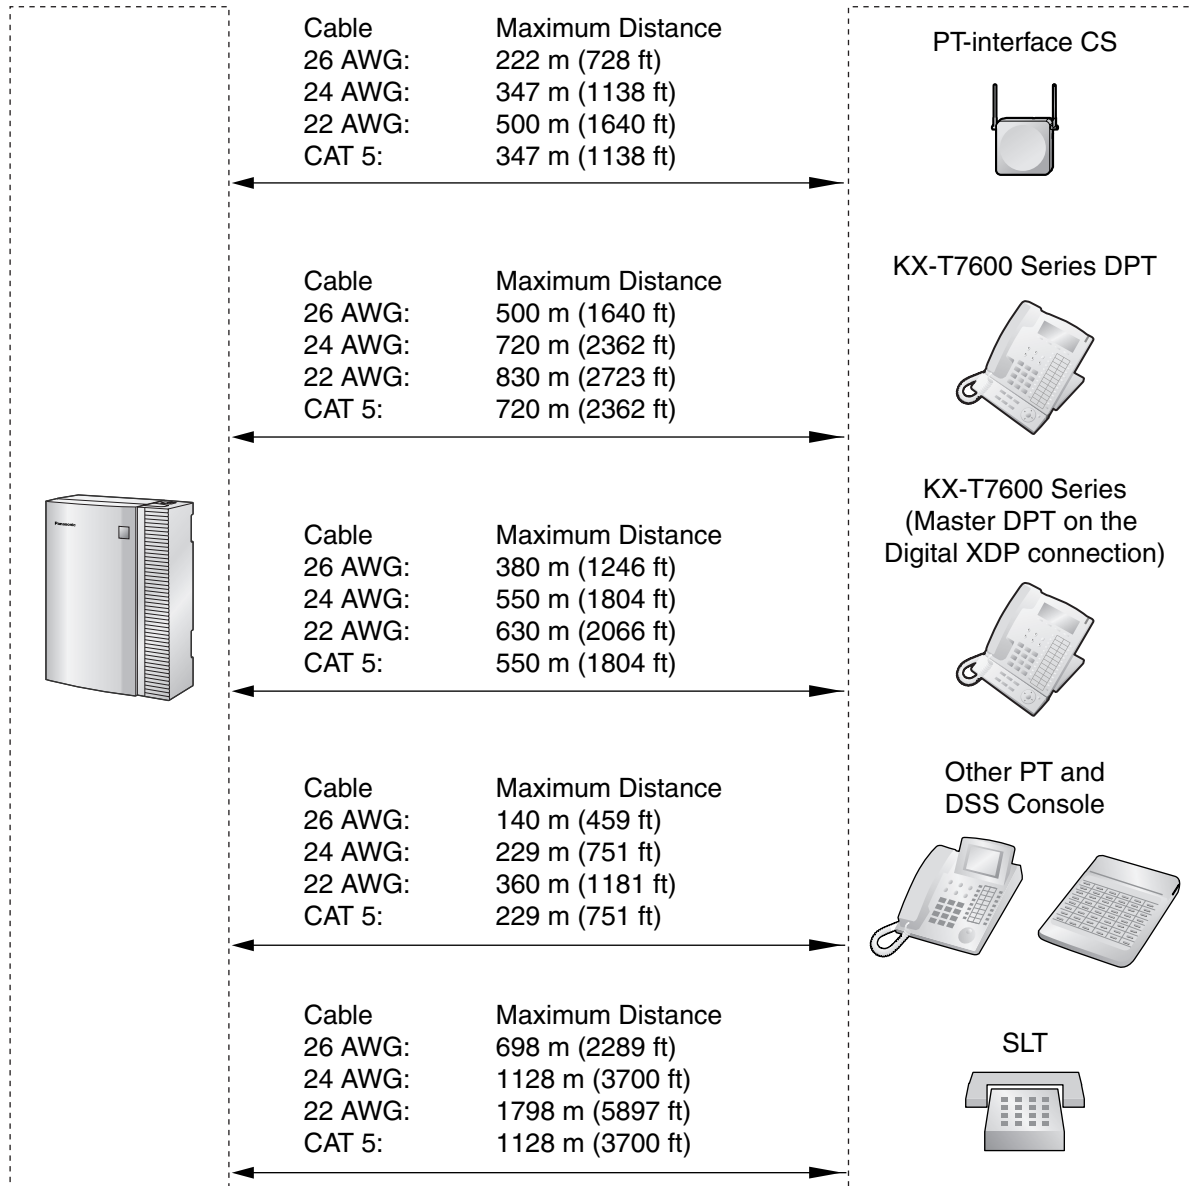 Cable Maximum Distance
26 AWG: 222 m (728 ft)
24 AWG: 347 m (1138 ft)
22 AWG: 500 m (1640 ft)
CAT 5: 347 m (1138 ft)
PT-interface CS
Cable Maximum Distance
26 AWG: 500 m (1640 ft)
24 AWG: 720 m (2362 ft)
22 AWG: 830 m (2723 ft)
CAT 5: 720 m (2362 ft)
KX-T7600 Series DPT
Panasonic
Cable Maximum Distance
26 AWG: 380 m (1246 ft)
24 AWG: 550 m (1804 ft)
22 AWG: 630 m (2066 ft)
CAT 5: 550 m (1804 ft)
KX-T7600 Series
(Master DPT on the
Digital XDP connection)
Cable Maximum Distance
26 AWG: 140 m (459 ft)
24 AWG: 229 m (751 ft)
22 AWG: 360 m (1181 ft)
CAT 5: 229 m (751 ft)
Other PT and
DSS Console
Cable Maximum Distance
26 AWG: 698 m (2289 ft)
24 AWG: 1128 m (3700 ft)
22 AWG: 1798 m (5897 ft)
CAT 5: 1128 m (3700 ft)
SLT